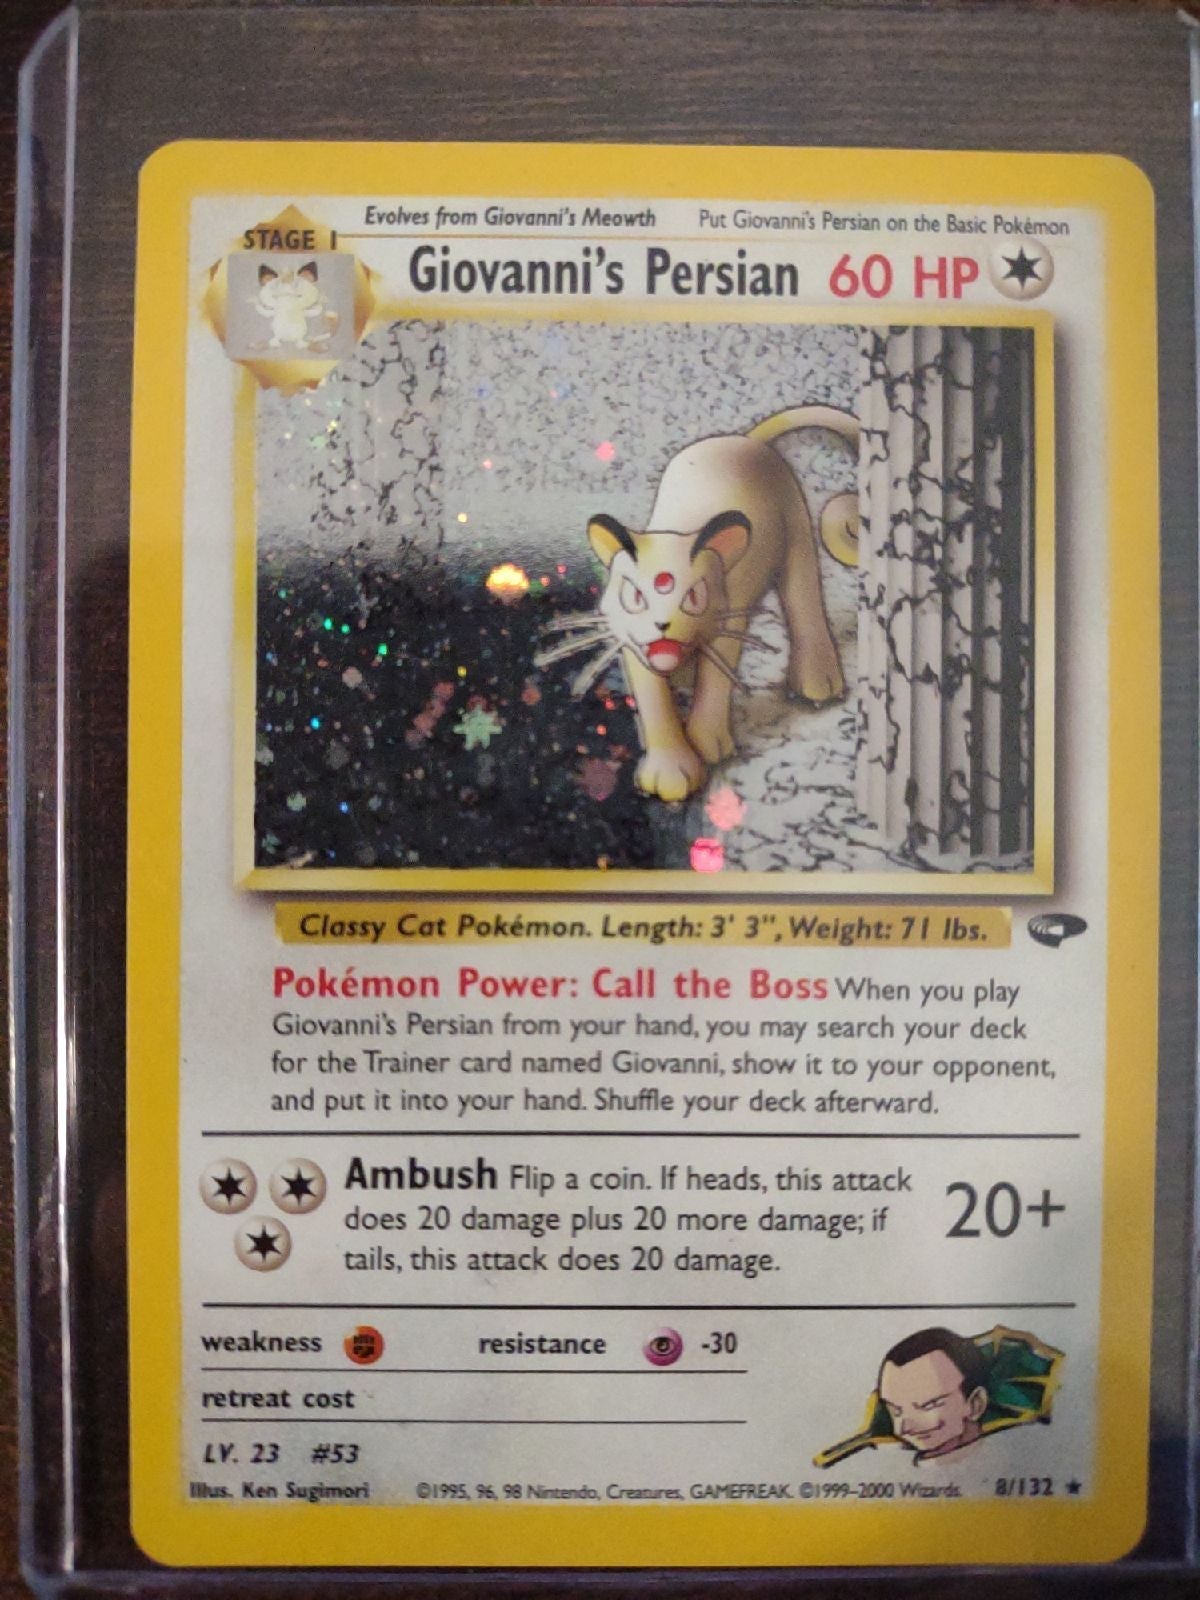 Evolves from Giovanni's Meowth Put Giovanni's Persian on the Basic Pokémon
STAGE 1
Giovanni's Persian 60 HP
Classy Cat Pokémon. Length: 3' 3", Weight: 71 lbs.
Pokémon Power: Call the Boss When you play
Giovanni's Persian from your hand, you may search your deck
for the Trainer card named Giovanni, show it to your opponent,
and put it into your hand. Shuffle your deck afterward.
Ambush Flip a coin. If heads, this attack
does 20 damage plus 20 more damage; if
tails, this attack does 20 damage.
20+
weakness resistance -30
retreat cost
LV. 23 #53
Illus. Ken Sugimori ©1995, 96, 98 Nintendo, Creatures, GAMEFREAK. ©1999-2000 Wizards. 8/132 ★